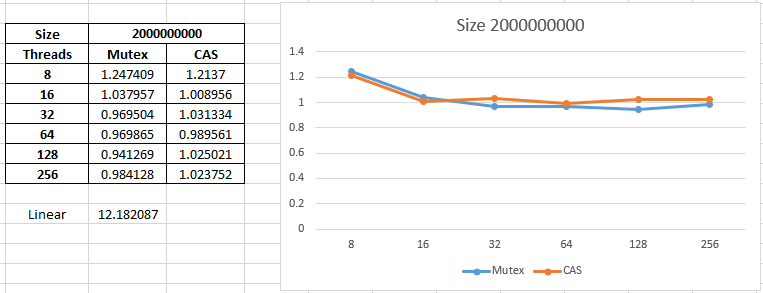 Size 2000000000
Threads Mutex CAS
8 1.247409 1.2137
16 1.037957 1.008956
32 0.969504 1.031334
64 0.969865 0.989561
128 0.941269 1.025021
256 0.984128 1.023752
Linear 12.182087
Size 2000000000
1.4
1.2
1
0.8
0.6
0.4
0.2
0
8 16 32 64 128 256
Mutex CAS